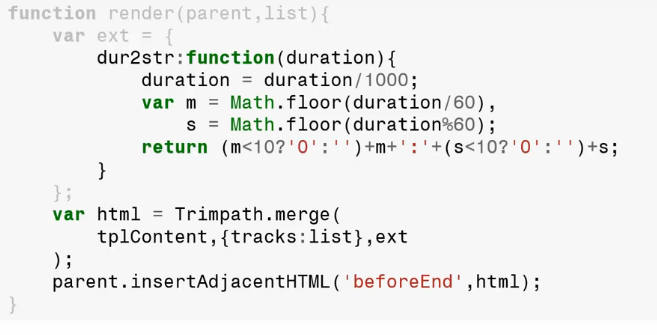 function render(parent,list){
    var ext = {
        dur2str:function(duration){
            duration = duration/1000;
            var m = Math.floor(duration/60),
                s = Math.floor(duration%60);
            return (m<10?'0':'')+m+':'+(s<10?'0':'')+s;
        }
    };
    var html = Trimpath.merge(
        tplContent,{tracks:list},ext
    );
    parent.insertAdjacentHTML('beforeEnd',html);
}